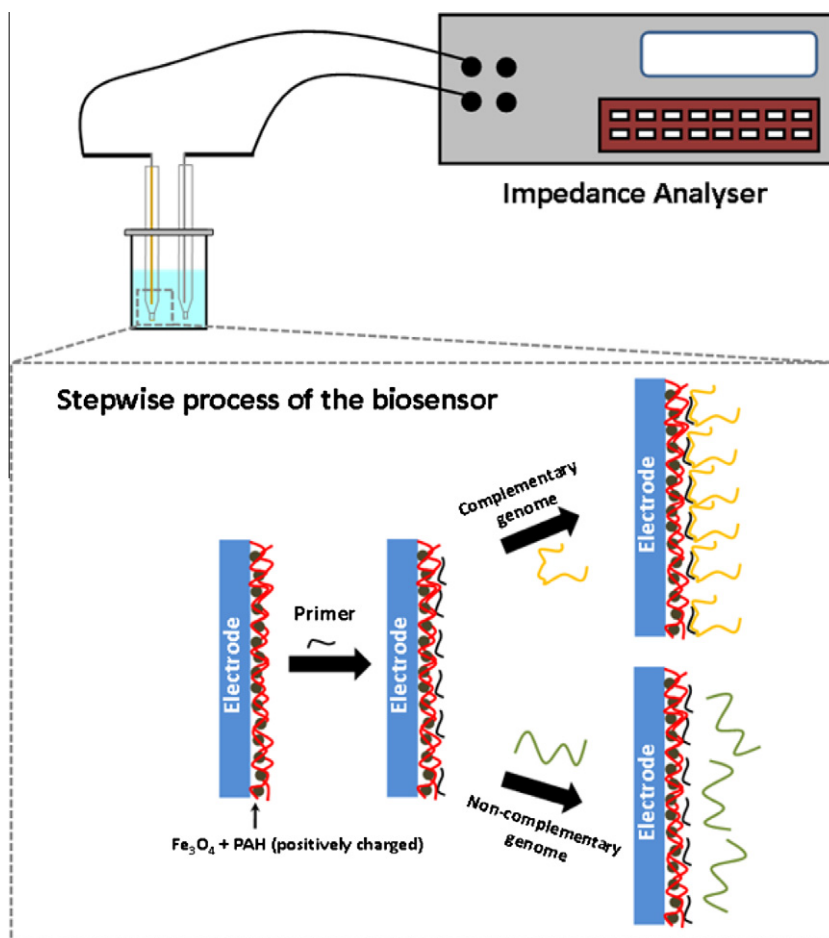 Impedance Analyser
Stepwise process of the biosensor
Complementary
genome
Electrode
Primer
Electrode
Electrode
Non-complementary
genome
Electrode
Fe₃O₄ + PAH (positively charged)